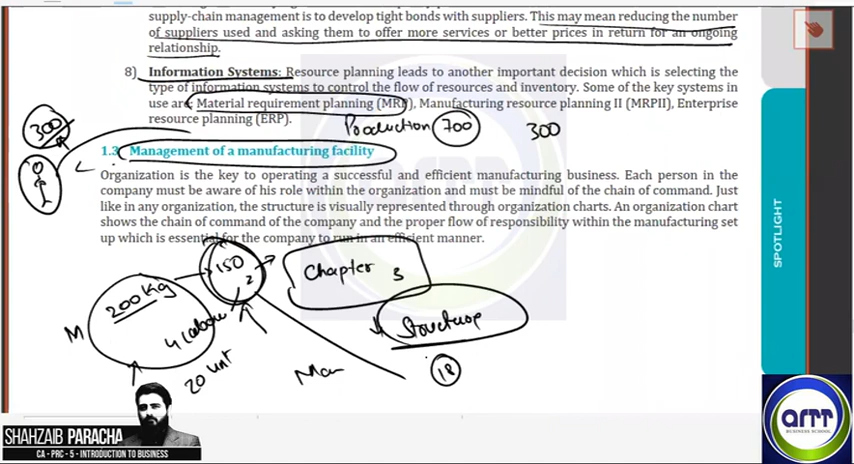 supply-chain management is to develop tight bonds with suppliers. This may mean reducing the number
of suppliers used and asking them to offer more services or better prices in return for an ongoing
relationship.
8) Information Systems: Resource planning leads to another important decision which is selecting the
type of information systems to control the flow of resources and inventory. Some of the key systems in
use are; Material requirement planning (MRP), Manufacturing resource planning II (MRPII), Enterprise
resource planning (ERP).
Production 700
300
300
1.3 Management of a manufacturing facility
Organization is the key to operating a successful and efficient manufacturing business. Each person in the
company must be aware of his role within the organization and must be mindful of the chain of command. Just
like in any organization, the structure is visually represented through organization charts. An organization chart
shows the chain of command of the company and the proper flow of responsibility within the manufacturing set
up which is essential for the company to run in an efficient manner.
SPOTLIGHT
150
2
Chapter 3
200 Kg
M
4 labour
Structure
20 unit
Man
18
SHAHZAIB PARACHA
CA - PRC - 5 - INTRODUCTION TO BUSINESS
ARTT
BUSINESS SCHOOL